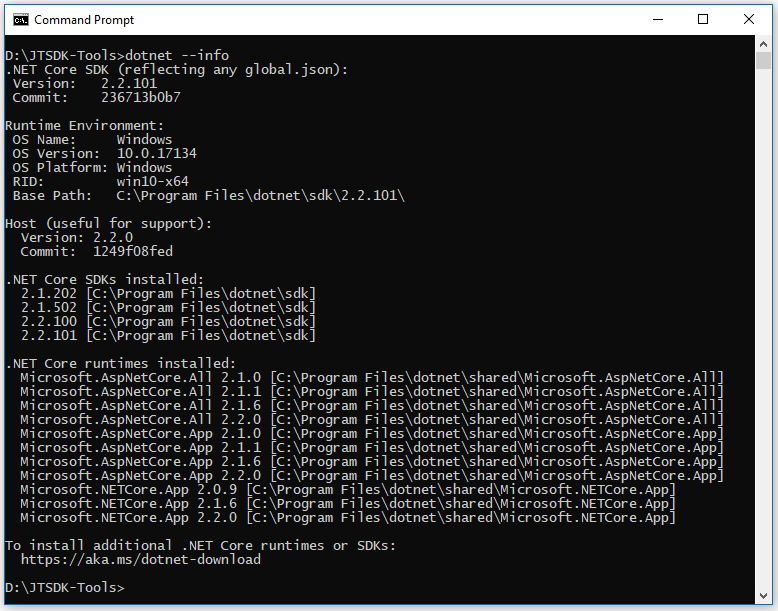 Command Prompt
D:\JTSDK-Tools>dotnet --info
.NET Core SDK (reflecting any global.json):
 Version:   2.2.101
 Commit:    236713b0b7

Runtime Environment:
 OS Name:     Windows
 OS Version:  10.0.17134
 OS Platform: Windows
 RID:         win10-x64
 Base Path:   C:\Program Files\dotnet\sdk\2.2.101\

Host (useful for support):
  Version: 2.2.0
  Commit:  1249f08fed

.NET Core SDKs installed:
  2.1.202 [C:\Program Files\dotnet\sdk]
  2.1.502 [C:\Program Files\dotnet\sdk]
  2.2.100 [C:\Program Files\dotnet\sdk]
  2.2.101 [C:\Program Files\dotnet\sdk]

.NET Core runtimes installed:
  Microsoft.AspNetCore.All 2.1.0 [C:\Program Files\dotnet\shared\Microsoft.AspNetCore.All]
  Microsoft.AspNetCore.All 2.1.1 [C:\Program Files\dotnet\shared\Microsoft.AspNetCore.All]
  Microsoft.AspNetCore.All 2.1.6 [C:\Program Files\dotnet\shared\Microsoft.AspNetCore.All]
  Microsoft.AspNetCore.All 2.2.0 [C:\Program Files\dotnet\shared\Microsoft.AspNetCore.All]
  Microsoft.AspNetCore.App 2.1.0 [C:\Program Files\dotnet\shared\Microsoft.AspNetCore.App]
  Microsoft.AspNetCore.App 2.1.1 [C:\Program Files\dotnet\shared\Microsoft.AspNetCore.App]
  Microsoft.AspNetCore.App 2.1.6 [C:\Program Files\dotnet\shared\Microsoft.AspNetCore.App]
  Microsoft.AspNetCore.App 2.2.0 [C:\Program Files\dotnet\shared\Microsoft.AspNetCore.App]
  Microsoft.NETCore.App 2.0.9 [C:\Program Files\dotnet\shared\Microsoft.NETCore.App]
  Microsoft.NETCore.App 2.1.6 [C:\Program Files\dotnet\shared\Microsoft.NETCore.App]
  Microsoft.NETCore.App 2.2.0 [C:\Program Files\dotnet\shared\Microsoft.NETCore.App]

To install additional .NET Core runtimes or SDKs:
  https://aka.ms/dotnet-download

D:\JTSDK-Tools>